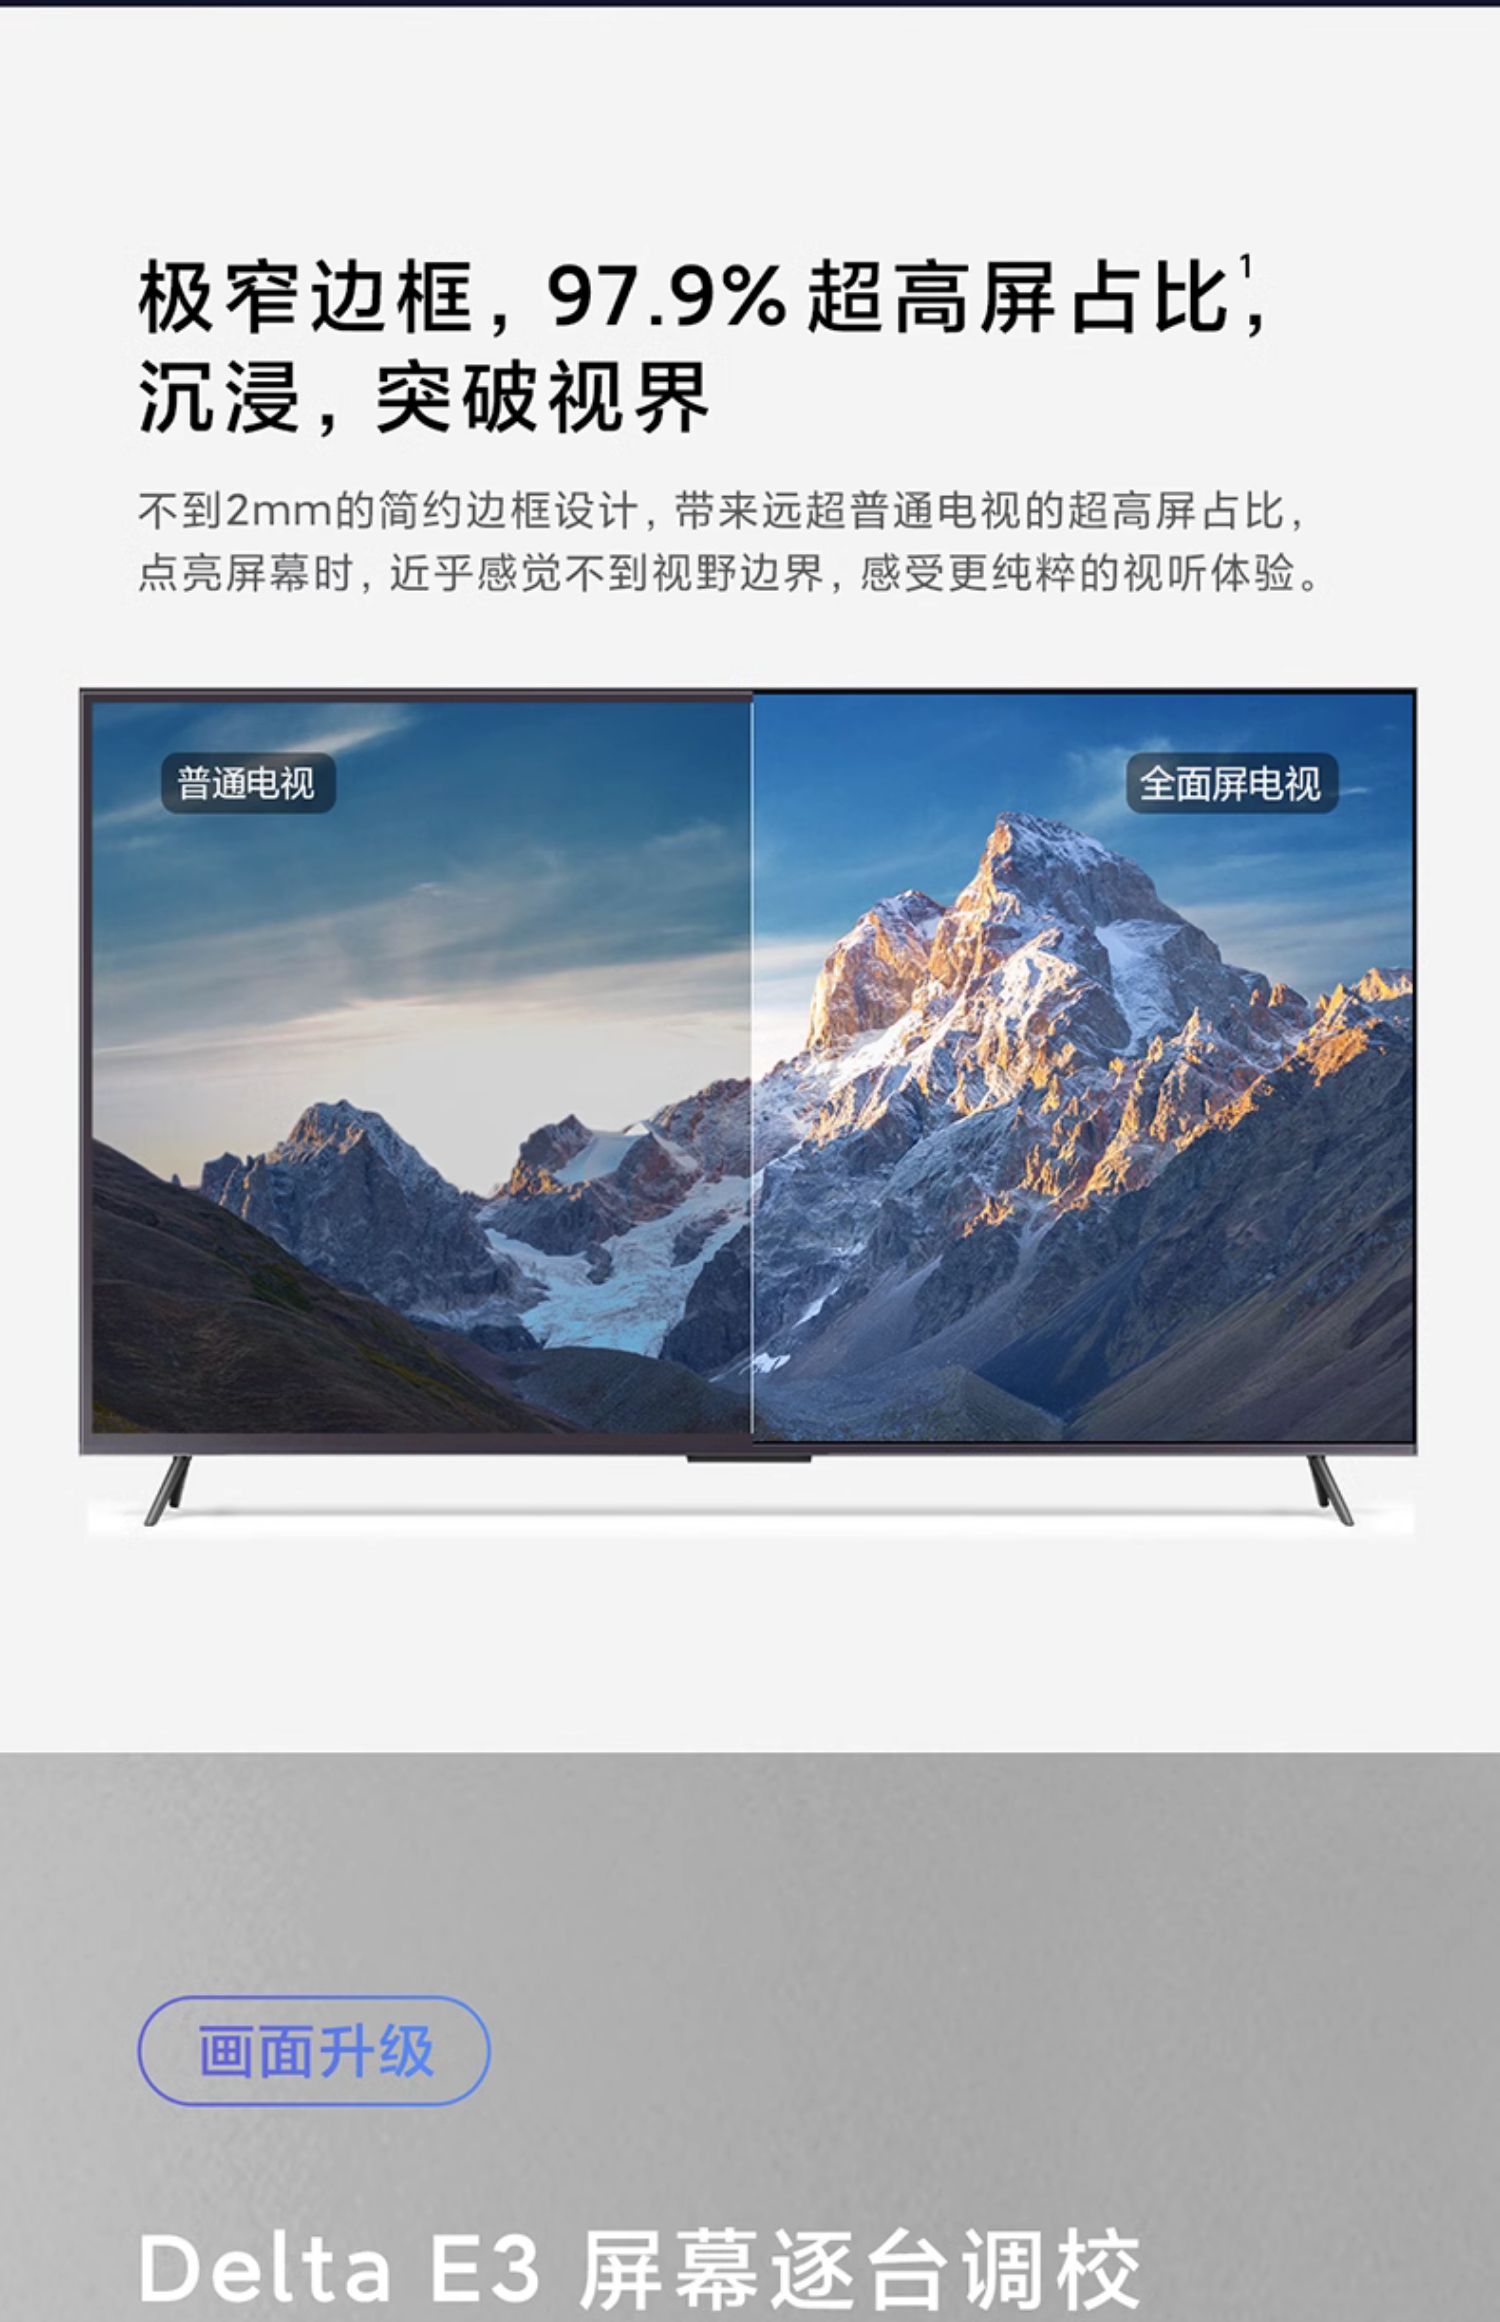 极窄边框，97.9% 超高屏占比¹，
沉浸，突破视界
不到2mm的简约边框设计，带来远超普通电视的超高屏占比，
点亮屏幕时，近乎感觉不到视野边界，感受更纯粹的视听体验。
普通电视
全面屏电视
画面升级
Delta E3 屏幕逐台调校